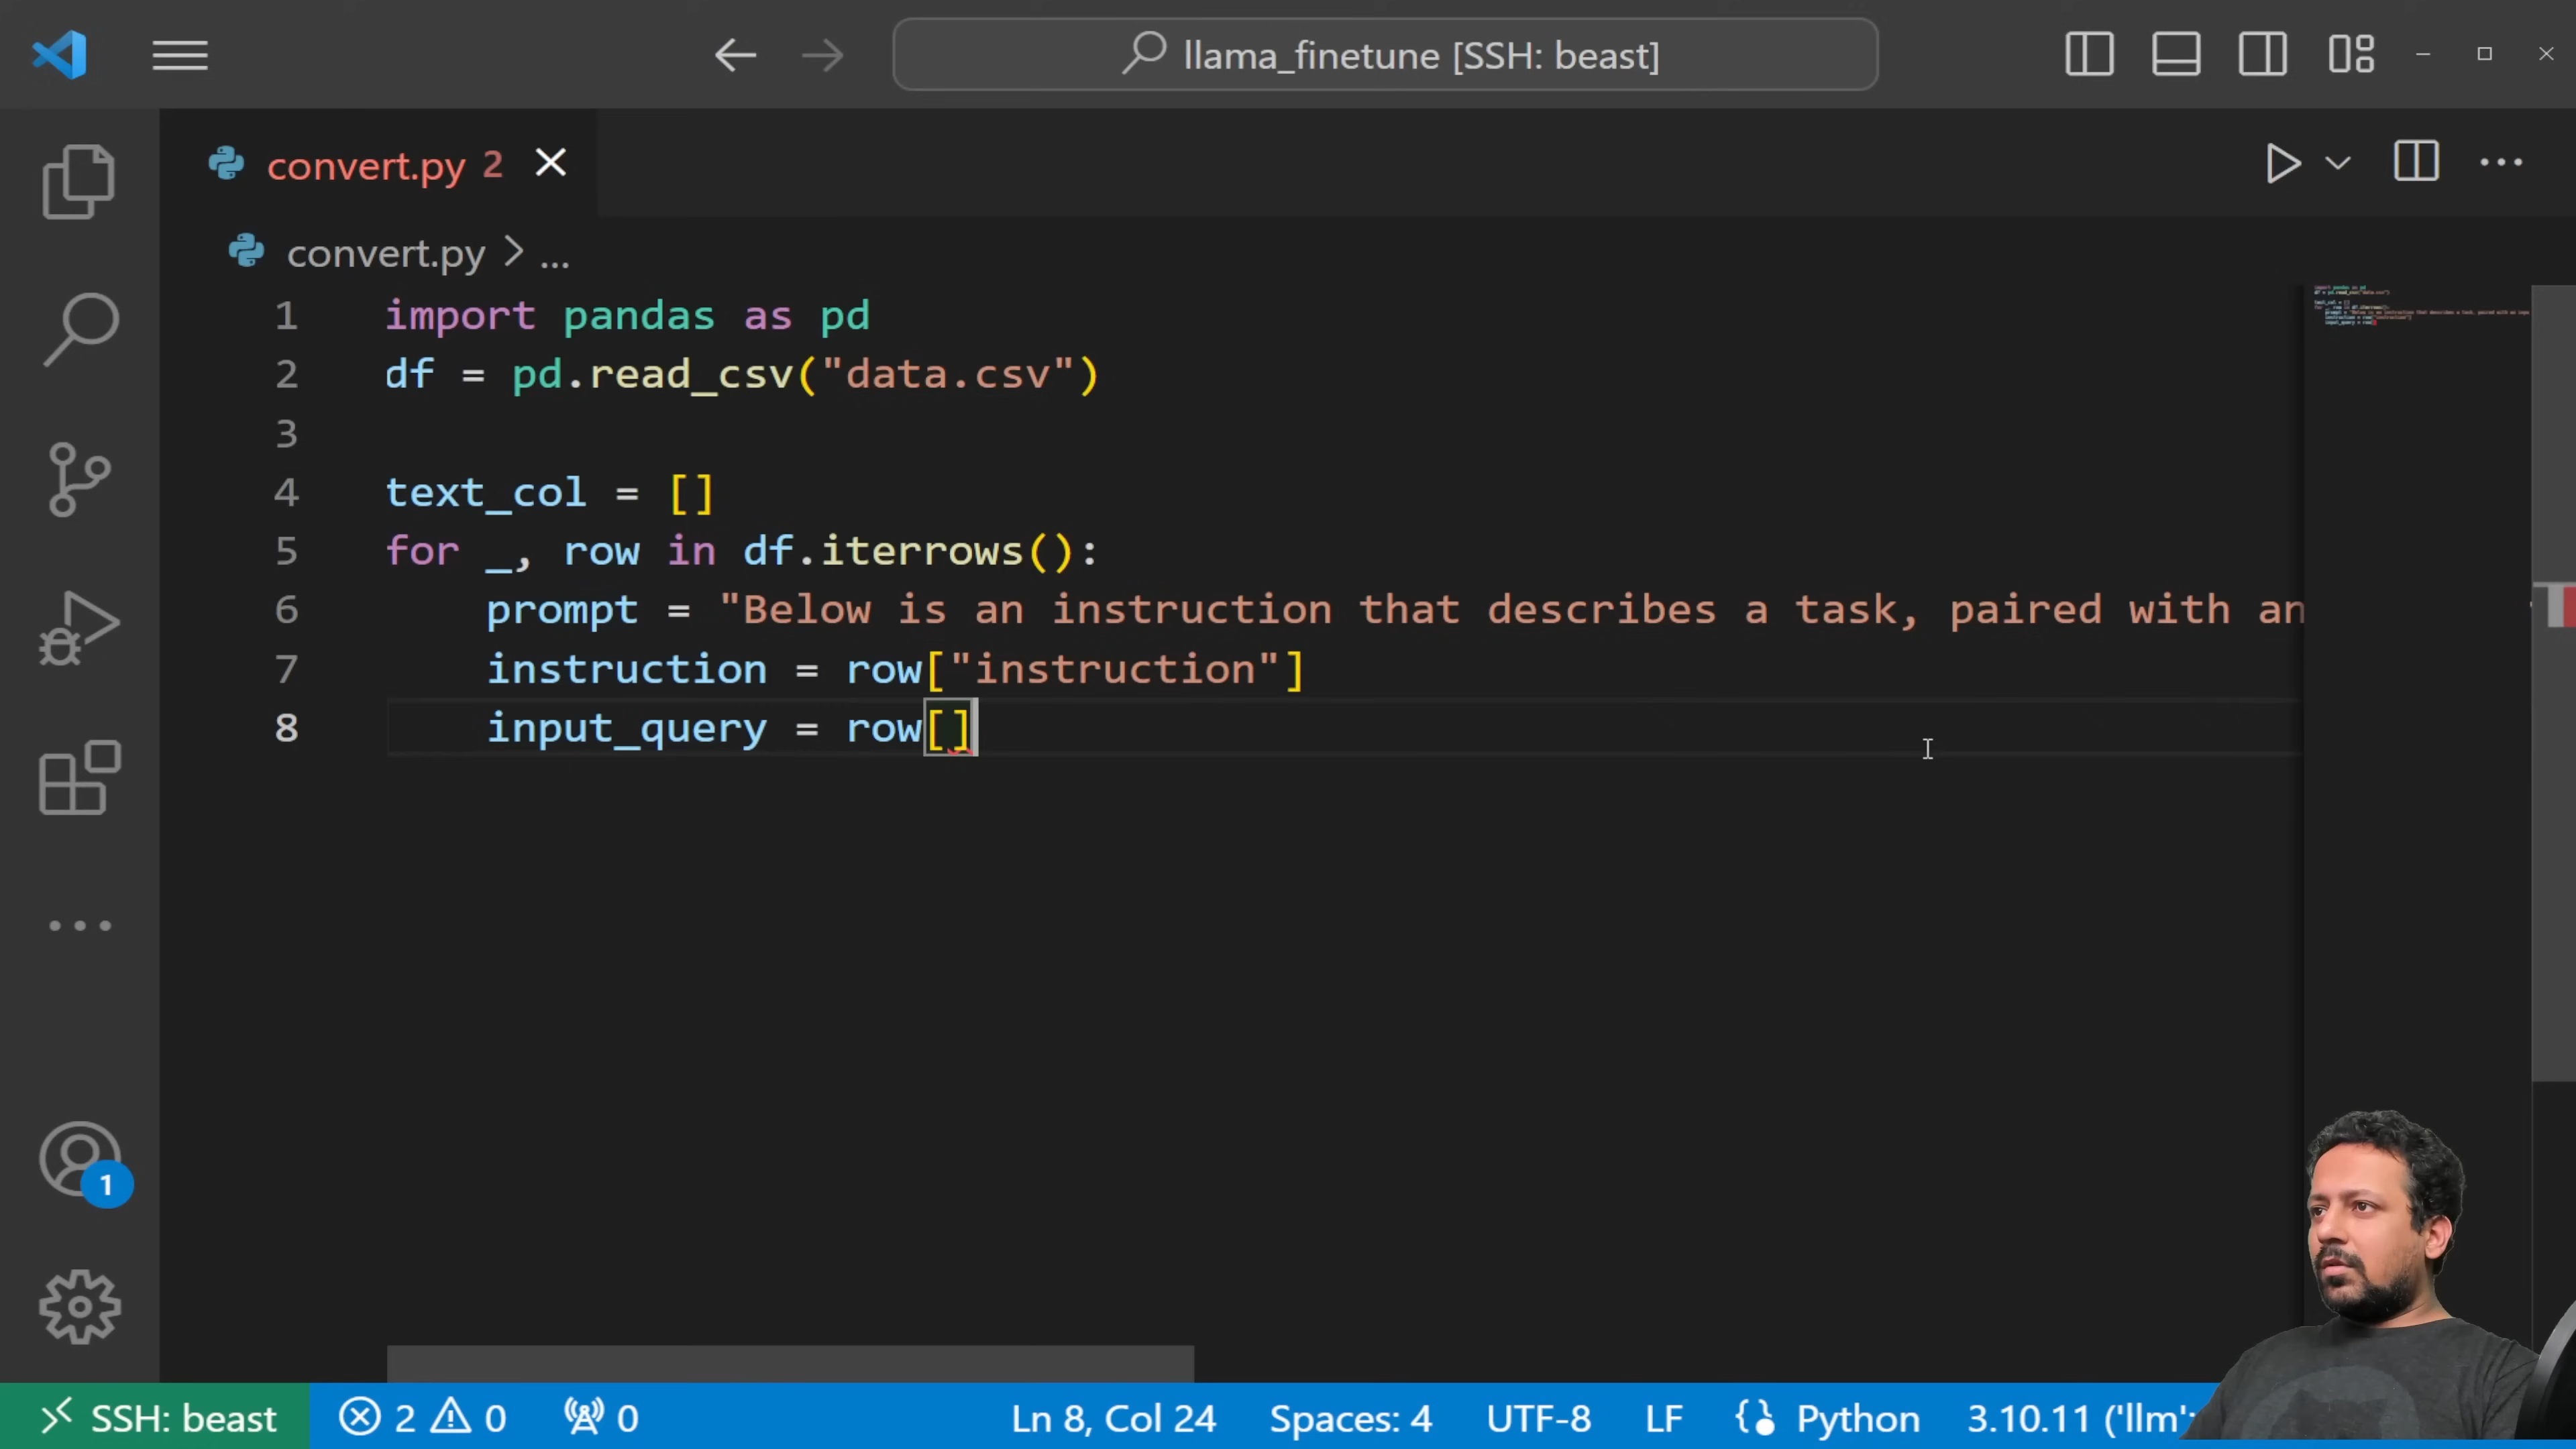 llama_finetune [SSH: beast]
convert.py 2
convert.py > ...
1 import pandas as pd
2 df = pd.read_csv("data.csv")
3
4 text_col = []
5 for _, row in df.iterrows():
6 prompt = "Below is an instruction that describes a task, paired with an
7 instruction = row["instruction"]
8 input_query = row[]
1
SSH: beast 2 0 0 Ln 8, Col 24 Spaces: 4 UTF-8 LF Python 3.10.11 ('llm':